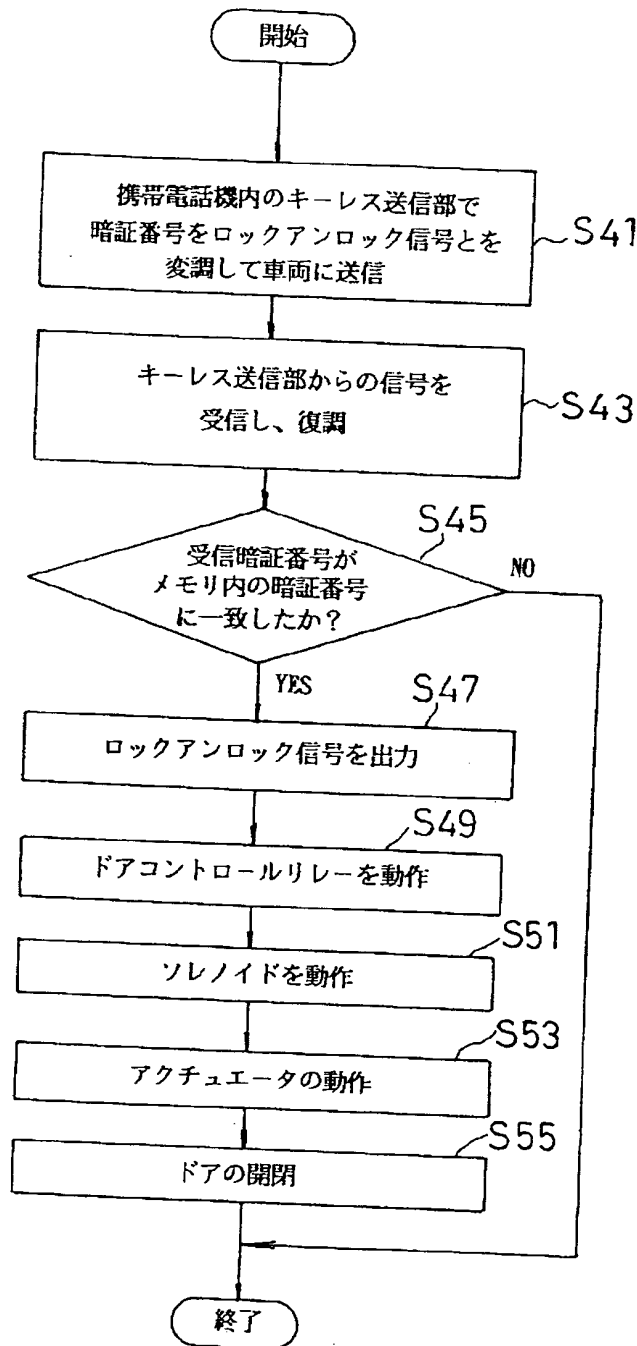 開始
携帯電話機内のキーレス送信部で
暗証番号をロックアンロック信号とを
変調して車両に送信
S41
キーレス送信部からの信号を
受信し、復調
S43
S45
受信暗証番号が
メモリ内の暗証番号
に一致したか？
NO
YES
S47
ロックアンロック信号を出力
S49
ドアコントロールリレーを動作
S51
ソレノイドを動作
S53
アクチュエータの動作
S55
ドアの開閉
終了